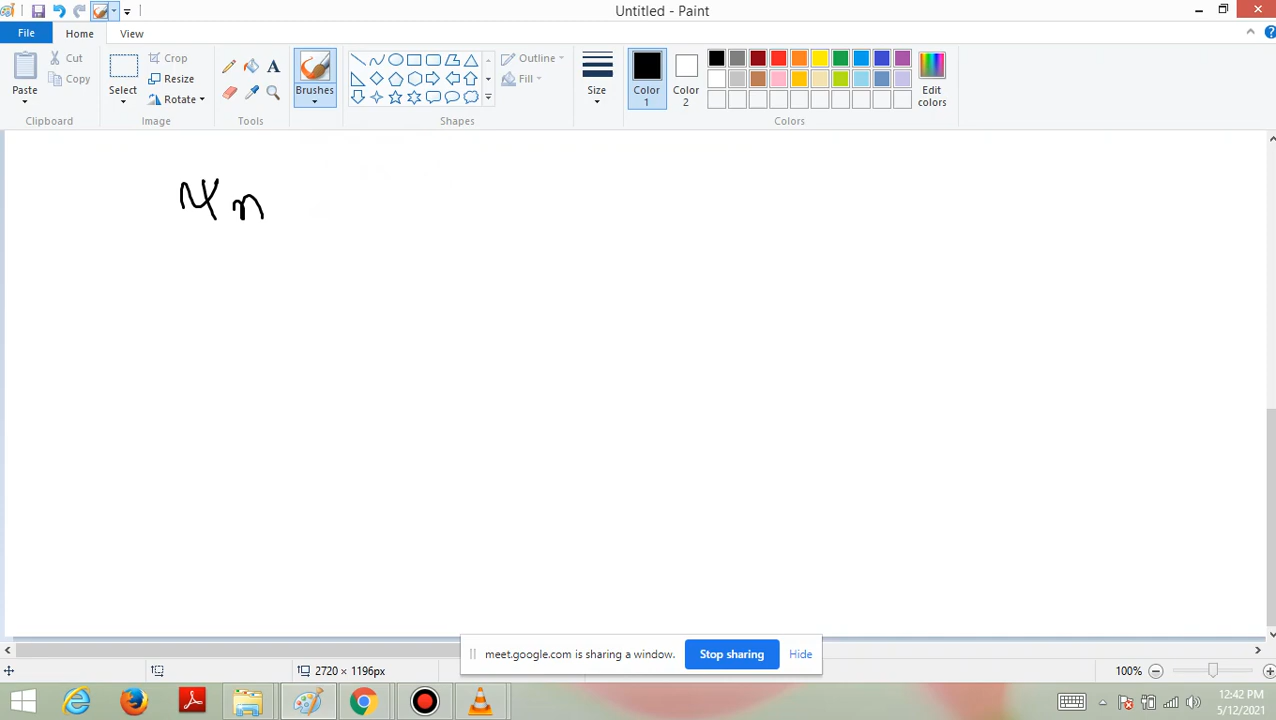 Untitled - Paint
File
Home
View
Paste
Cut
Copy
Clipboard
Select
Crop
Resize
Rotate
Image
A
Tools
Brushes
Outline
Fill
Shapes
Size
Color 1
Color 2
Edit colors
Colors
Ψn
meet.google.com is sharing a window.
Stop sharing
Hide
2720 × 1196px
100%
12:42 PM
5/12/2021